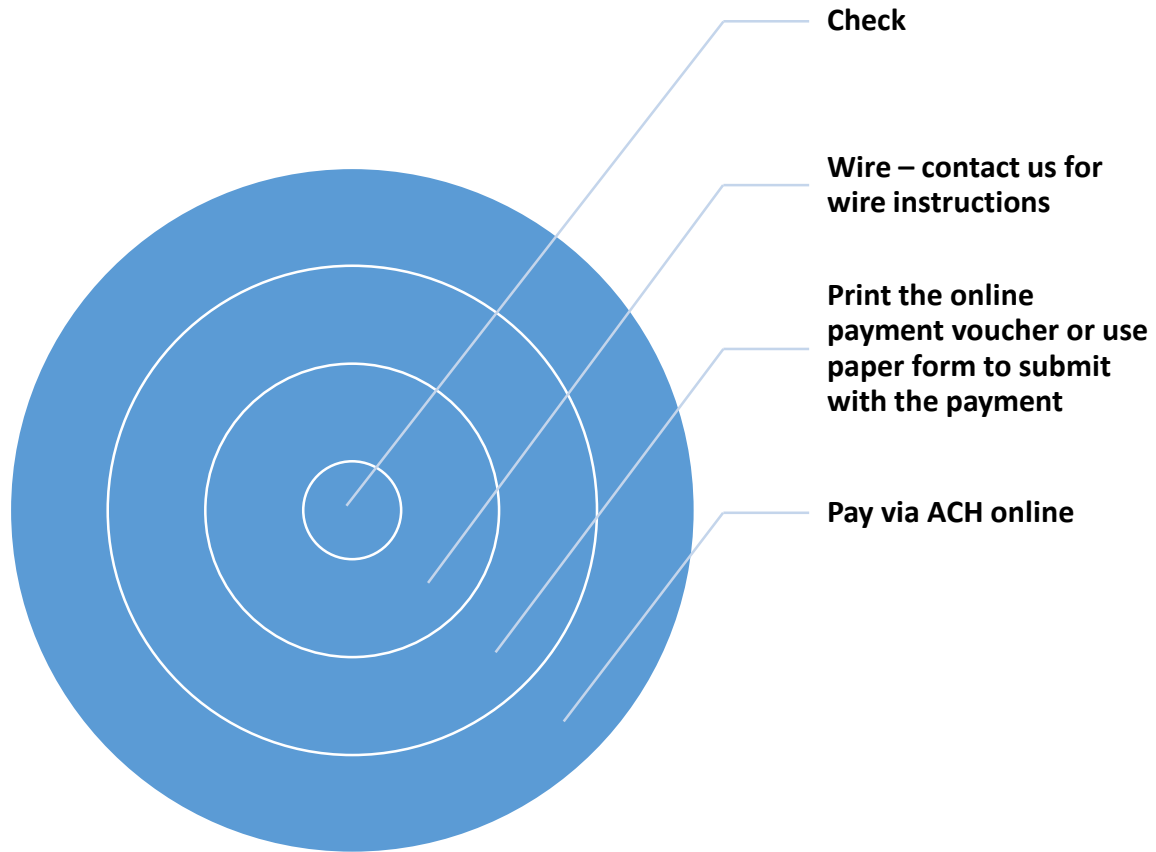 Check
Wire – contact us for
wire instructions
Print the online
payment voucher or use
paper form to submit
with the payment
Pay via ACH online